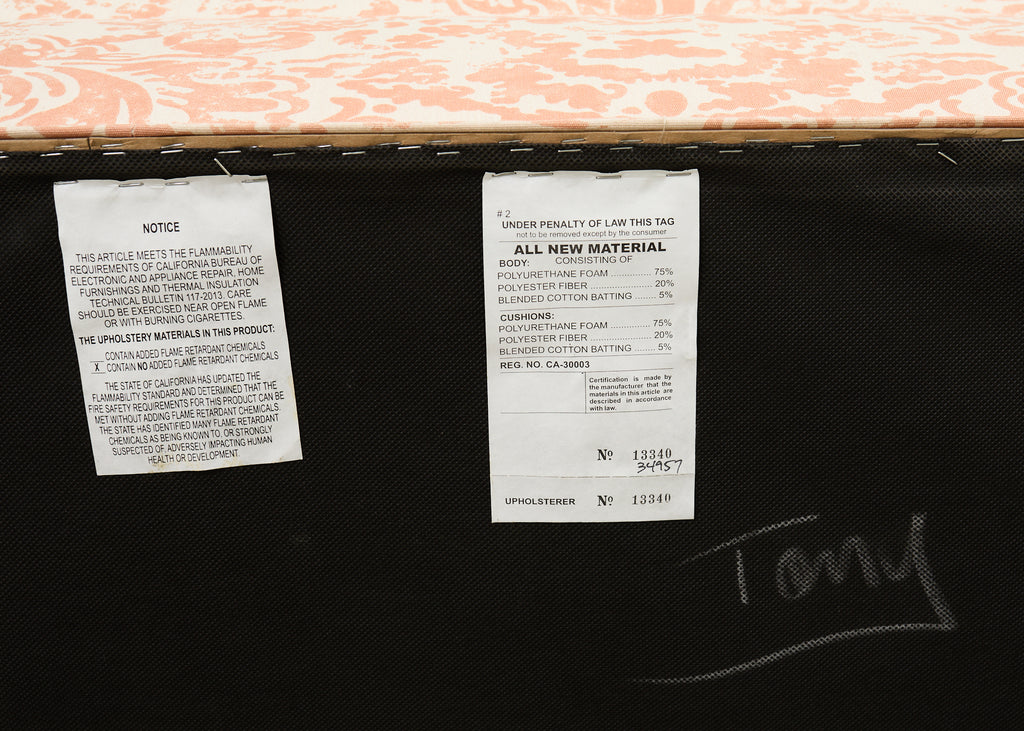 NOTICE
THIS ARTICLE MEETS THE FLAMMABILITY
REQUIREMENTS OF CALIFORNIA BUREAU OF
ELECTRONIC AND APPLIANCE REPAIR, HOME
FURNISHINGS AND THERMAL INSULATION
TECHNICAL BULLETIN 117-2013. CARE
SHOULD BE EXERCISED NEAR OPEN FLAME
OR WITH BURNING CIGARETTES.
THE UPHOLSTERY MATERIALS IN THIS PRODUCT:
CONTAIN ADDED FLAME RETARDANT CHEMICALS
X CONTAIN NO ADDED FLAME RETARDANT CHEMICALS
THE STATE OF CALIFORNIA HAS UPDATED THE
FLAMMABILITY STANDARD AND DETERMINED THAT THE
FIRE SAFETY REQUIREMENTS FOR THIS PRODUCT CAN BE
MET WITHOUT ADDING FLAME RETARDANT CHEMICALS.
THE STATE HAS IDENTIFIED MANY FLAME RETARDANT
CHEMICALS AS BEING KNOWN TO, OR STRONGLY
SUSPECTED OF, ADVERSELY IMPACTING HUMAN
HEALTH OR DEVELOPMENT.
# 2
UNDER PENALTY OF LAW THIS TAG
not to be removed except by the consumer
ALL NEW MATERIAL
BODY: CONSISTING OF
POLYURETHANE FOAM .............. 75%
POLYESTER FIBER ..................... 20%
BLENDED COTTON BATTING ........ 5%
CUSHIONS:
POLYURETHANE FOAM .............. 75%
POLYESTER FIBER ..................... 20%
BLENDED COTTON BATTING ........ 5%
REG. NO. CA-30003
Certification is made by
the manufacturer that the
materials in this article are
described in accordance
with law.
Nº 13340
34957
UPHOLSTERER Nº 13340
Tony